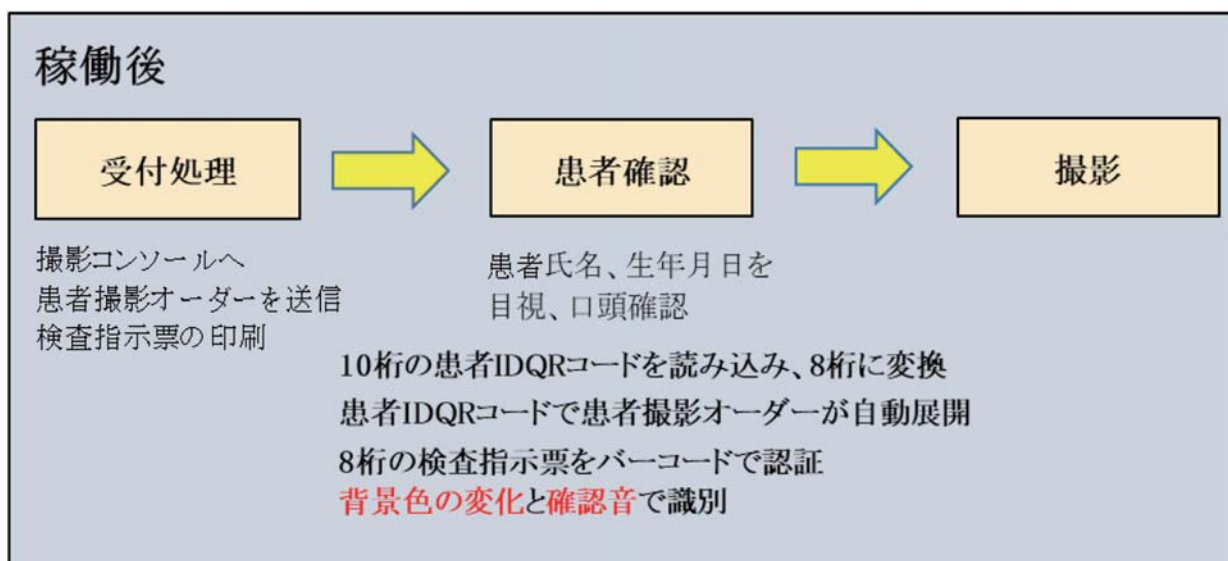 稼働後
受付処理
患者確認
撮影
撮影コンソールへ
患者撮影オーダーを送信
検査指示票の印刷
患者氏名、生年月日を
目視、口頭確認
10桁の患者IDQRコードを読み込み、8桁に変換
患者IDQRコードで患者撮影オーダーが自動展開
8桁の検査指示票をバーコードで認証
背景色の変化と確認音で識別